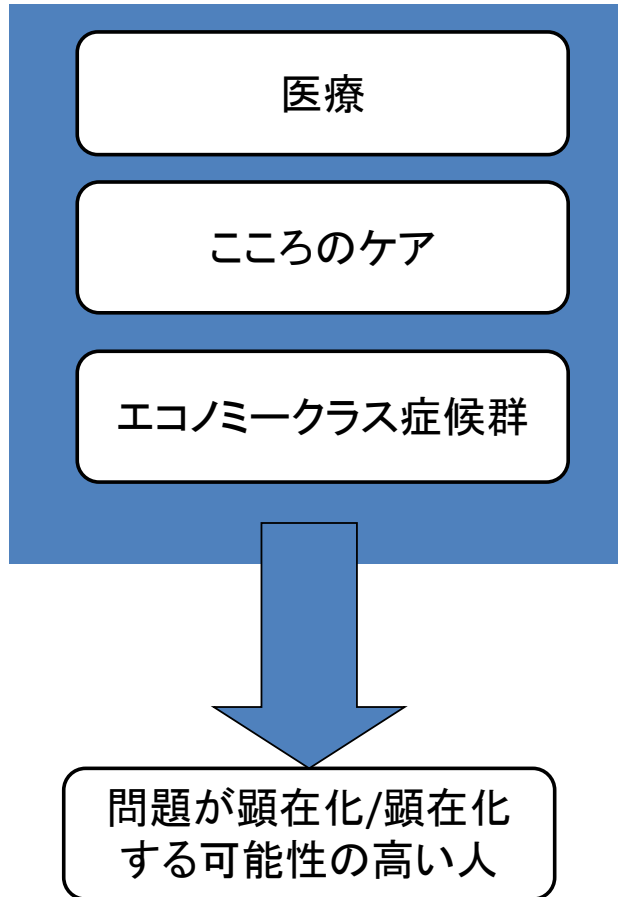 医療
こころのケア
エコノミークラス症候群
問題が顕在化/顕在化
する可能性の高い人